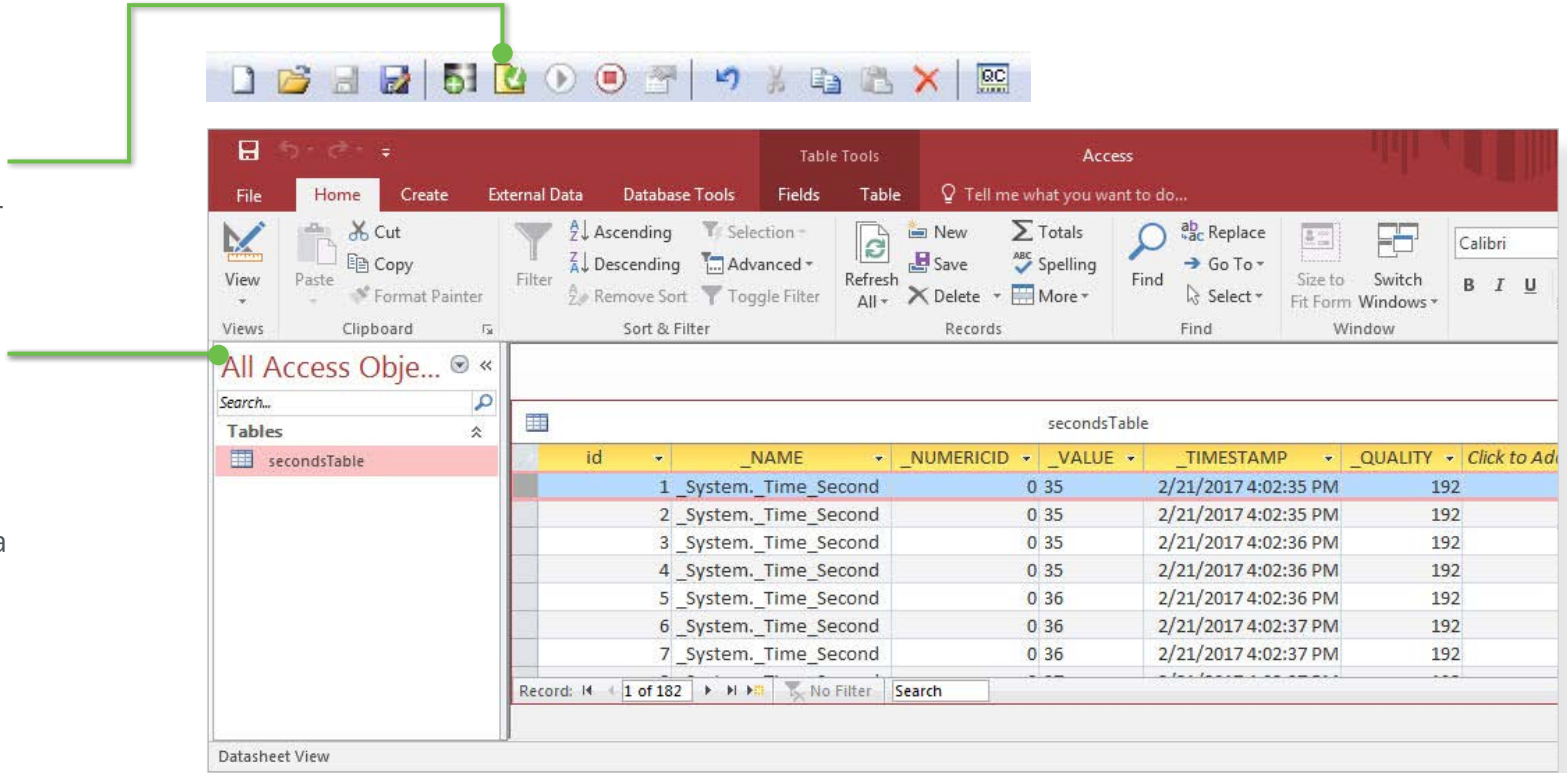 QC
Table Tools
Access
File Home Create External Data Database Tools Fields Table Tell me what you want to do...
View
Views
Paste
Cut
Copy
Format Painter
Clipboard
Filter
Ascending
Descending
Remove Sort
Selection
Advanced
Toggle Filter
Sort & Filter
Refresh All
New
Save
Delete
Totals
Spelling
More
Records
Find
Replace
Go To
Select
Find
Size to Fit Form
Switch Windows
Window
Calibri
B I U
All Access Obje...
Search...
Tables
secondsTable
secondsTable
id _NAME _NUMERICID _VALUE _TIMESTAMP _QUALITY Click to Ad
1 _System._Time_Second 0 35 2/21/2017 4:02:35 PM 192
2 _System._Time_Second 0 35 2/21/2017 4:02:35 PM 192
3 _System._Time_Second 0 35 2/21/2017 4:02:36 PM 192
4 _System._Time_Second 0 35 2/21/2017 4:02:36 PM 192
5 _System._Time_Second 0 36 2/21/2017 4:02:36 PM 192
6 _System._Time_Second 0 36 2/21/2017 4:02:37 PM 192
7 _System._Time_Second 0 36 2/21/2017 4:02:37 PM 192
Record: 1 of 182 No Filter Search
Datasheet View
a